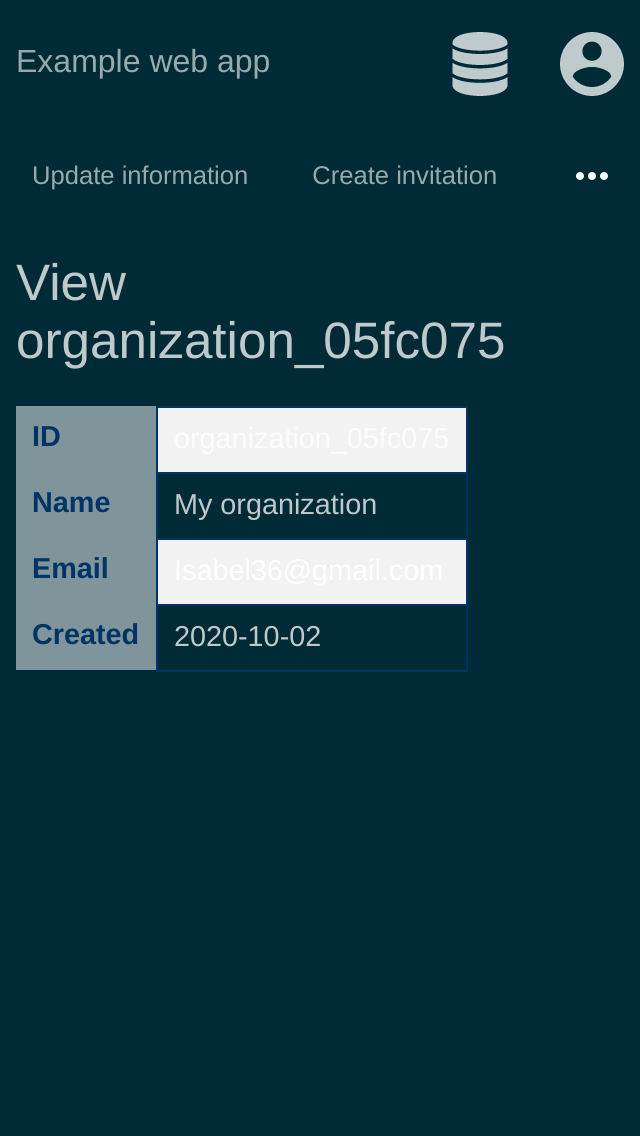 Example web app
Update information Create invitation
View
organization_05fc075
ID organization_05fc075
Name My organization
Email Isabel36@gmail.com
Created 2020-10-02